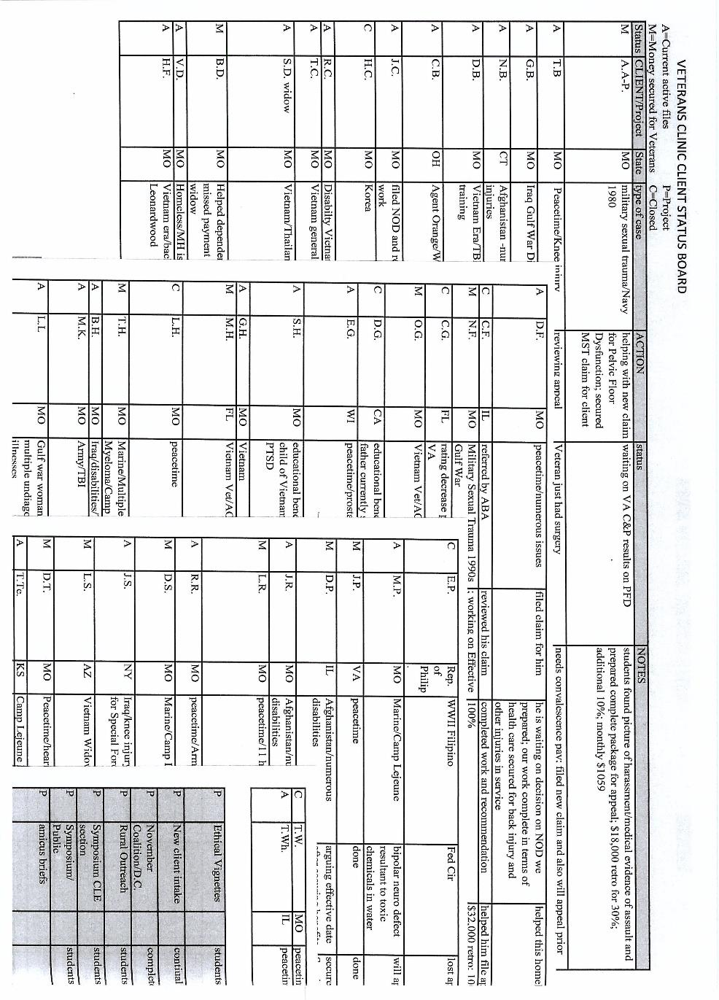 VETERANS CLINIC CLIENT STATUS BOARD
A=Current active files P=Project
M=Money secured for Veterans C=Closed
Status CLIENT/Project State type of case ACTION status NOTES
M A.A-P. MO military sexual trauma/Navy helping with new claim waiting on VA C&P results on PFD students found picture of harassment/medical evidence of assault and
1980 for Pelvic Floor prepared complete package for appeal; $18,000 retro for 30%;
Dysfunction; secured additional 10%; monthly $1059
MST claim for client
A T.B MO Peacetime/Knee injury reviewing appeal Veteran just had surgery needs convalescence pay: filed new claim and also will appeal prior
A G.B. MO Iraq Gulf War D
A N.B. CT Afghanistan -nu
injuries
A D.B. MO Vietnam Era/TB
training
A C.B. OH Agent Orange/W
A J.C. MO filed NOD and re
work
C H.C. MO Korea
A R.C. MO Disabilty Vietna
A T.C. MO Vietnam general
A S.D. widow MO Vietnam/Thailan
M B.D. MO Helped depende
missed payment
widow
A V.D. MO Homeless/MH is
A H.F. MO Vietnam era/bac
Leonardwood
A D.F. MO peacetime/numerous issues filed claim for him he is waiting on decision on NOD we helped this home
prepared; our work complete in terms of
health care secured for back injury and
other injuries in service
C C.F. IL referred by ABA reviewed his claim completed work and recommendation helped him file a
M N.F. MO Military Sexual Trauma 1990s : working on Effective 100% $32,000 retro: 10
Gulf War
C C.G. FL rating decrease
VA
M O.G. MO Vietnam Vet/AO
C D.G. CA educational bene
father currently
A E.G. WI peacetime/prosta
A S.H. MO educational bene
child of Vietnam
PTSD
A G.H. MO Vietnam
M M.H. FL Vietnam Vet/AO
C L.H. MO peacetime
M T.H. MO Marine/Multiple
Myeloma/Camp
A B.H. MO Iraq/disabilities/
A M.K. MO Army/TBI
A L.L MO Gulf war woman
multiple undiagn
illnesses
C E.P. Rep. WWII Filipino Fed Cir lost a
of
Philip
A M.P. MO Marine/Camp Lejeune bipolar neuro defect will a
resultant to toxic
chemicals in water
M J.P. VA peacetime done done
M D.P. IL Afghanistan/numerous arguing effective date secure
disabilities
A J.R. MO Afghanistan/nu
disabilities
M L.R. MO peacetime/11 h
A R.R. MO peacetime/Arm
M D.S. MO Marine/Camp L
A J.S. NY Iraq/knee injury
for Special For
M L.S. AZ Vietnam Widow
M D.T. MO Peacetime/hear
A T.Te. KS Camp Lejeune
C T.W. MO peacetin
A T.Wh. IL peacetin
P Ethical Vignettes students
P New client intake continual
P November complete
Coalition/D.C.
P Rural Outreach students
P Symposium CLE students
section
P Symposium/ students
Public
P amicus briefs students